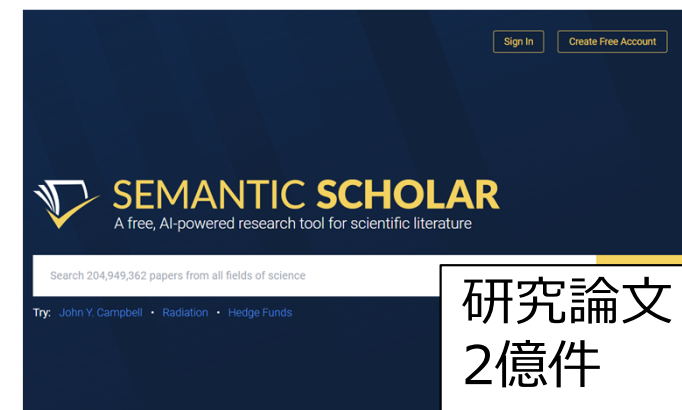 Sign In
Create Free Account
SEMANTIC SCHOLAR
A free, AI-powered research tool for scientific literature
Search 204,949,362 papers from all fields of science
Try: John Y. Campbell • Radiation • Hedge Funds
研究論文
2億件